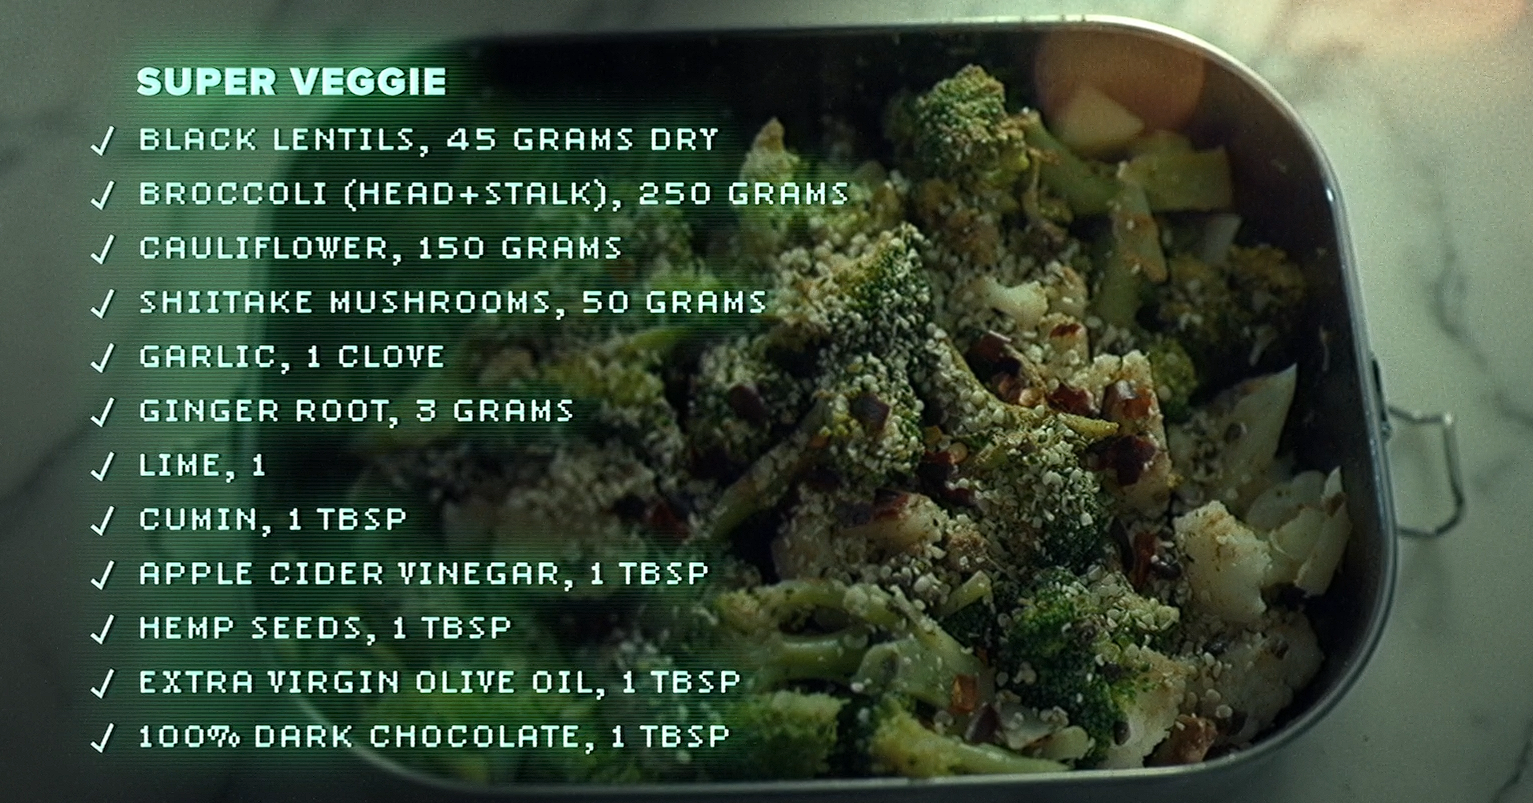 SUPER VEGGIE
✓ BLACK LENTILS, 45 GRAMS DRY
✓ BROCCOLI (HEAD+STALK), 250 GRAMS
✓ CAULIFLOWER, 150 GRAMS
✓ SHIITAKE MUSHROOMS, 50 GRAMS
✓ GARLIC, 1 CLOVE
✓ GINGER ROOT, 3 GRAMS
✓ LIME, 1
✓ CUMIN, 1 TBSP
✓ APPLE CIDER VINEGAR, 1 TBSP
✓ HEMP SEEDS, 1 TBSP
✓ EXTRA VIRGIN OLIVE OIL, 1 TBSP
✓ 100% DARK CHOCOLATE, 1 TBSP